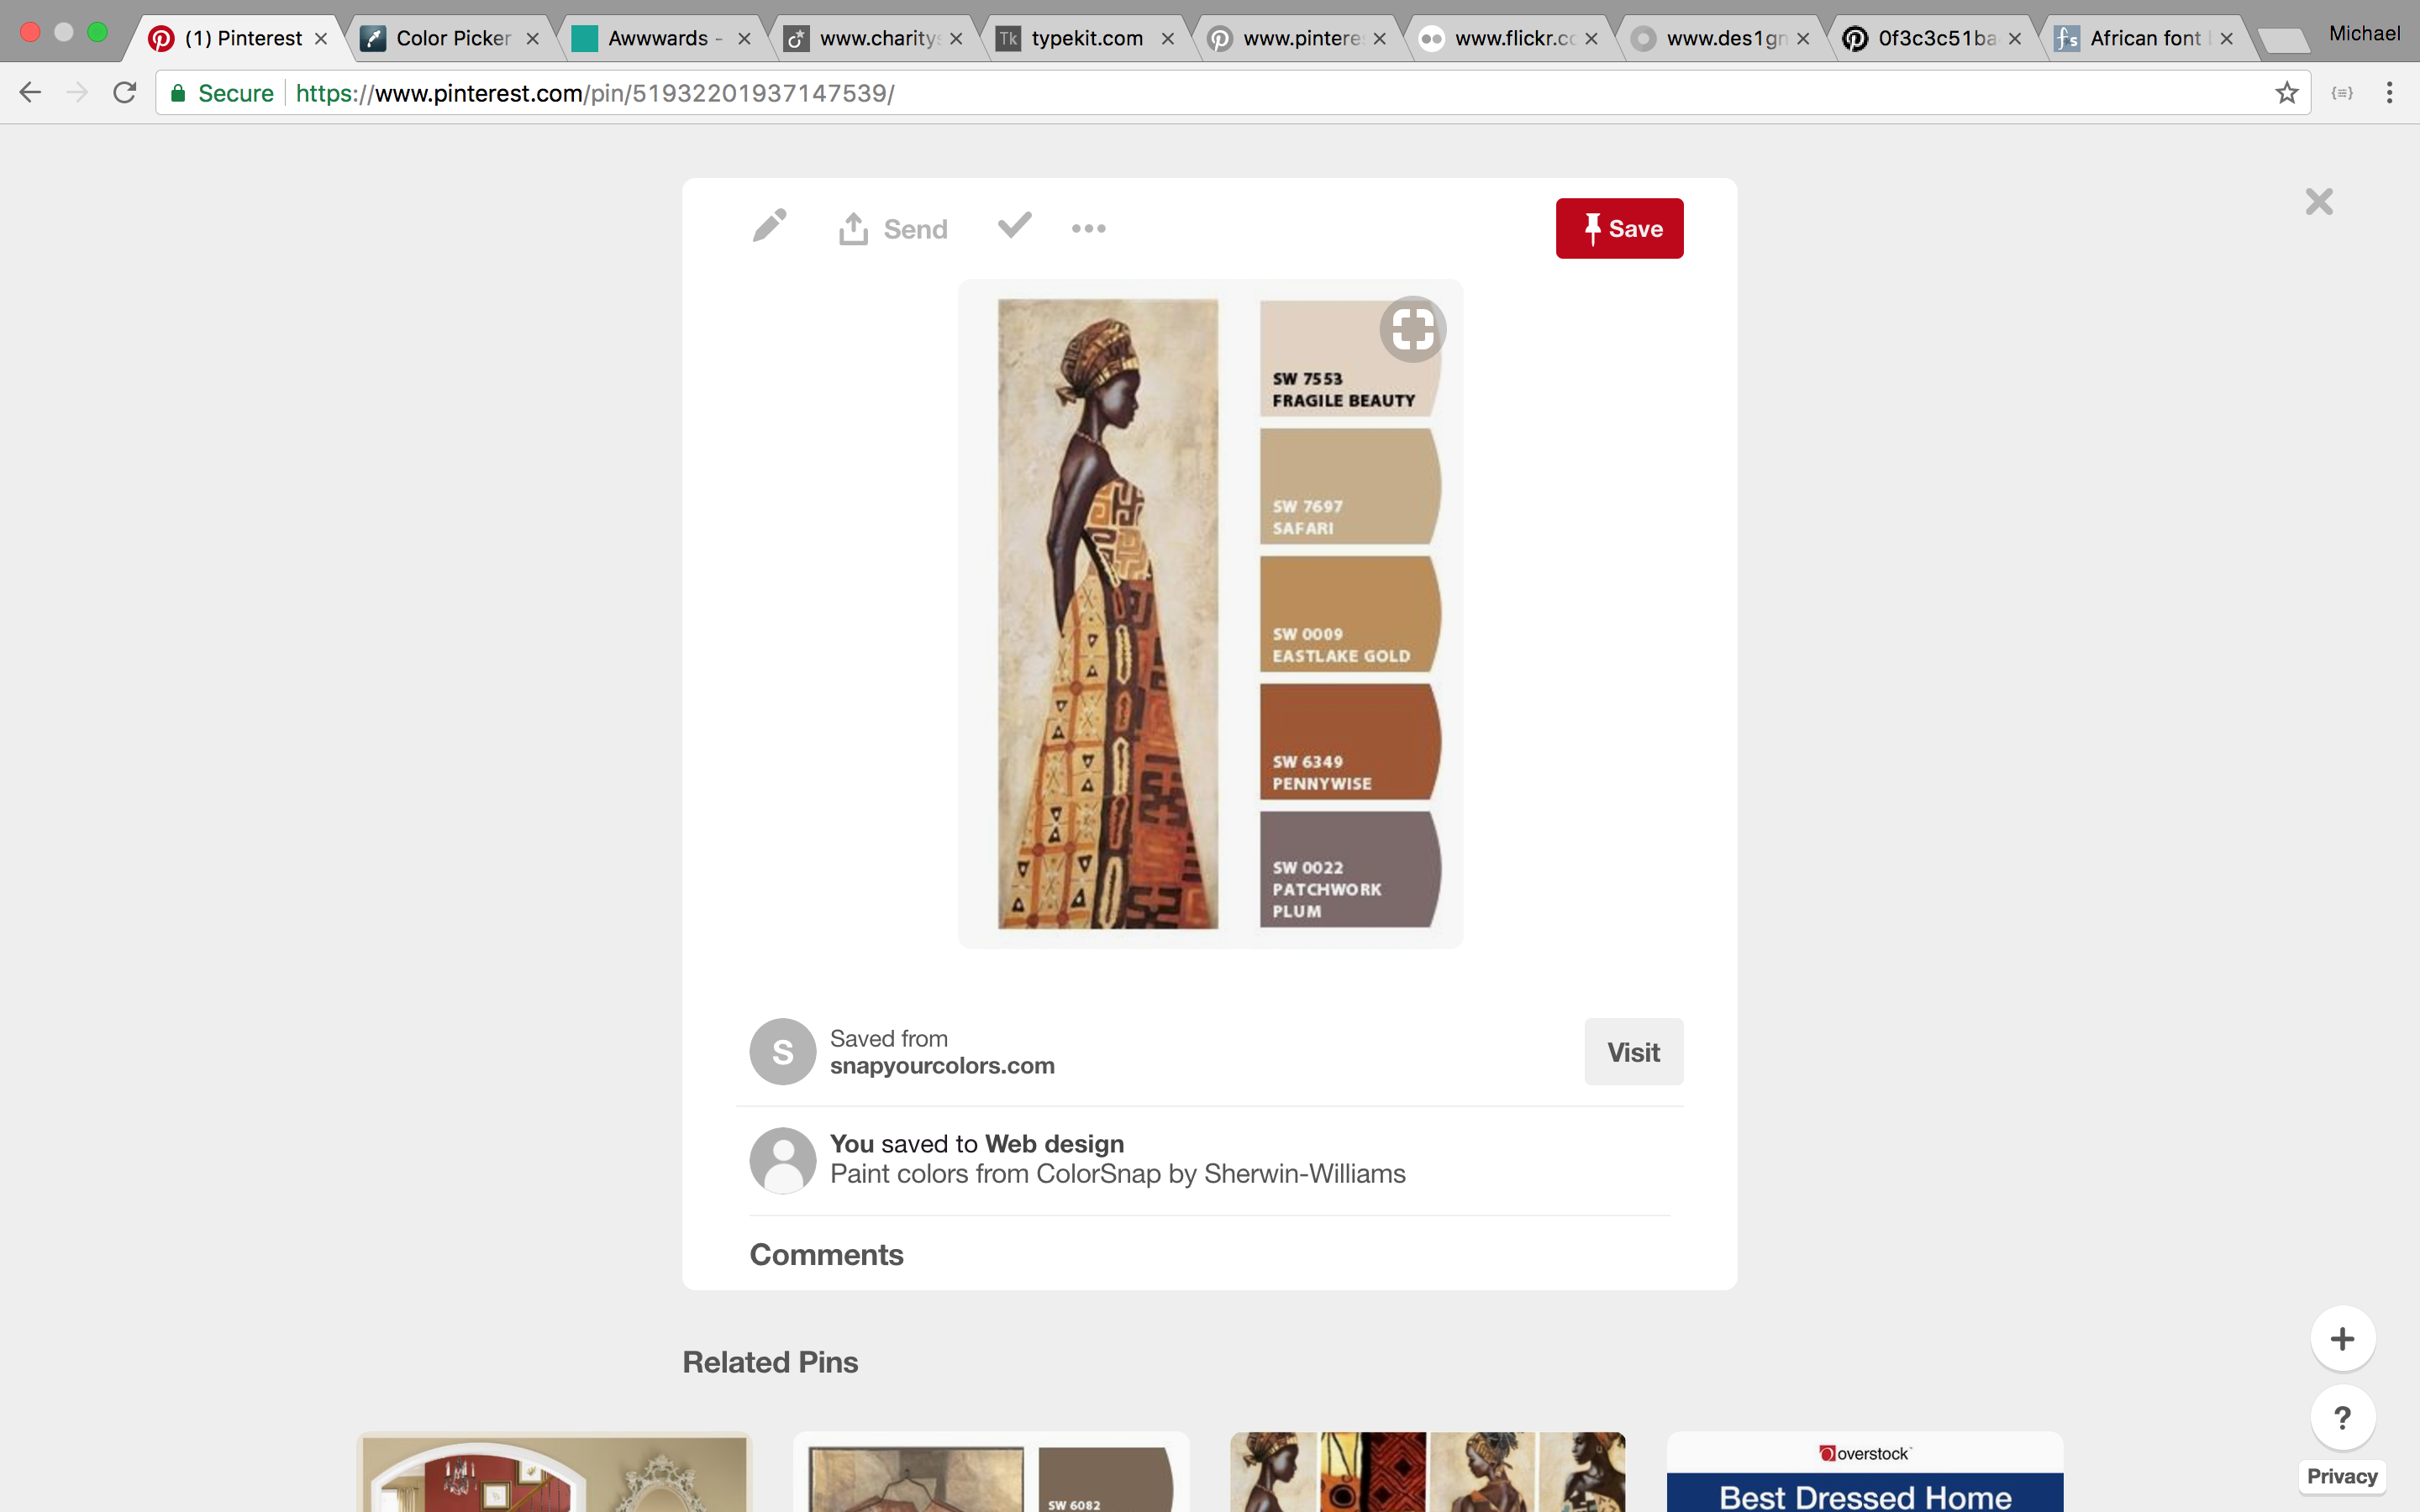 (1) Pinterest
Color Picker
Awwwards -
www.charity
Tk typekit.com
www.pintere
www.flickr.c
www.des1gn
0f3c3c51ba
fs African font
Michael
Secure https://www.pinterest.com/pin/51932201937147539/
Send
Save
SW 7553
FRAGILE BEAUTY
SW 7697
SAFARI
SW 0009
EASTLAKE GOLD
SW 6349
PENNYWISE
SW 0022
PATCHWORK
PLUM
S
Saved from
snapyourcolors.com
Visit
You saved to Web design
Paint colors from ColorSnap by Sherwin-Williams
Comments
Related Pins
SW 6082
overstock
Best Dressed Home
+
?
Privacy